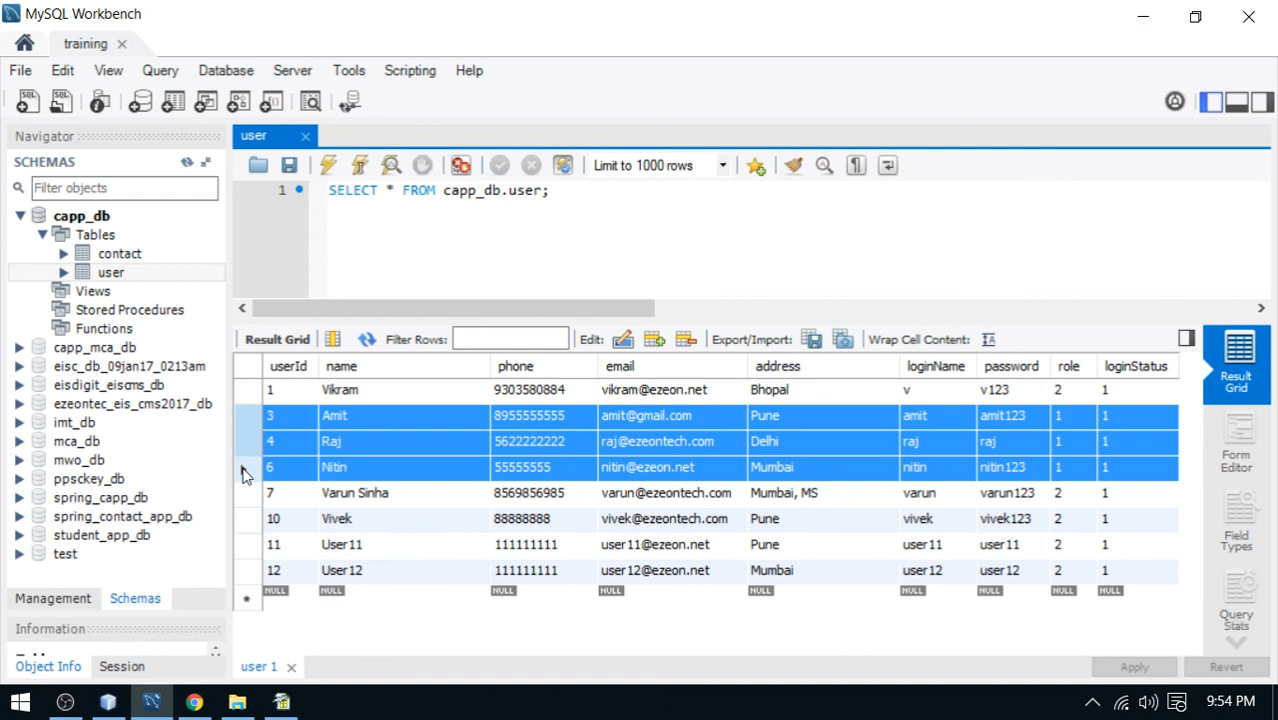 MySQL Workbench
training
File Edit View Query Database Server Tools Scripting Help
Navigator
SCHEMAS
Filter objects
capp_db
Tables
contact
user
Views
Stored Procedures
Functions
capp_mca_db
eisc_db_09jan17_0213am
eisdigit_eiscms_db
ezeontec_eis_cms2017_db
imt_db
mca_db
mwo_db
ppsckey_db
spring_capp_db
spring_contact_app_db
student_app_db
test
Management Schemas
Information
Object Info Session
user
Limit to 1000 rows
1 SELECT * FROM capp_db.user;
Result Grid Filter Rows: Edit: Export/Import: Wrap Cell Content:
userId name phone email address loginName password role loginStatus
1 Vikram 9303580884 vikram@ezeon.net Bhopal v v123 2 1
3 Amit 8955555555 amit@gmail.com Pune amit amit123 1 1
4 Raj 5622222222 raj@ezeontech.com Delhi raj raj 1 1
6 Nitin 55555555 nitin@ezeon.net Mumbai nitin nitin123 1 1
7 Varun Sinha 8569856985 varun@ezeontech.com Mumbai, MS varun varun123 2 1
10 Vivek 88888888 vivek@ezeontech.com Pune vivek vivek123 2 1
11 User11 111111111 user11@ezeon.net Pune user11 user11 2 1
12 User12 111111111 user12@ezeon.net Mumbai user12 user12 2 1
NULL NULL NULL NULL NULL NULL NULL NULL NULL
user 1
Apply Revert
Result
Grid
Form
Editor
Field
Types
Query
Stats
9:54 PM